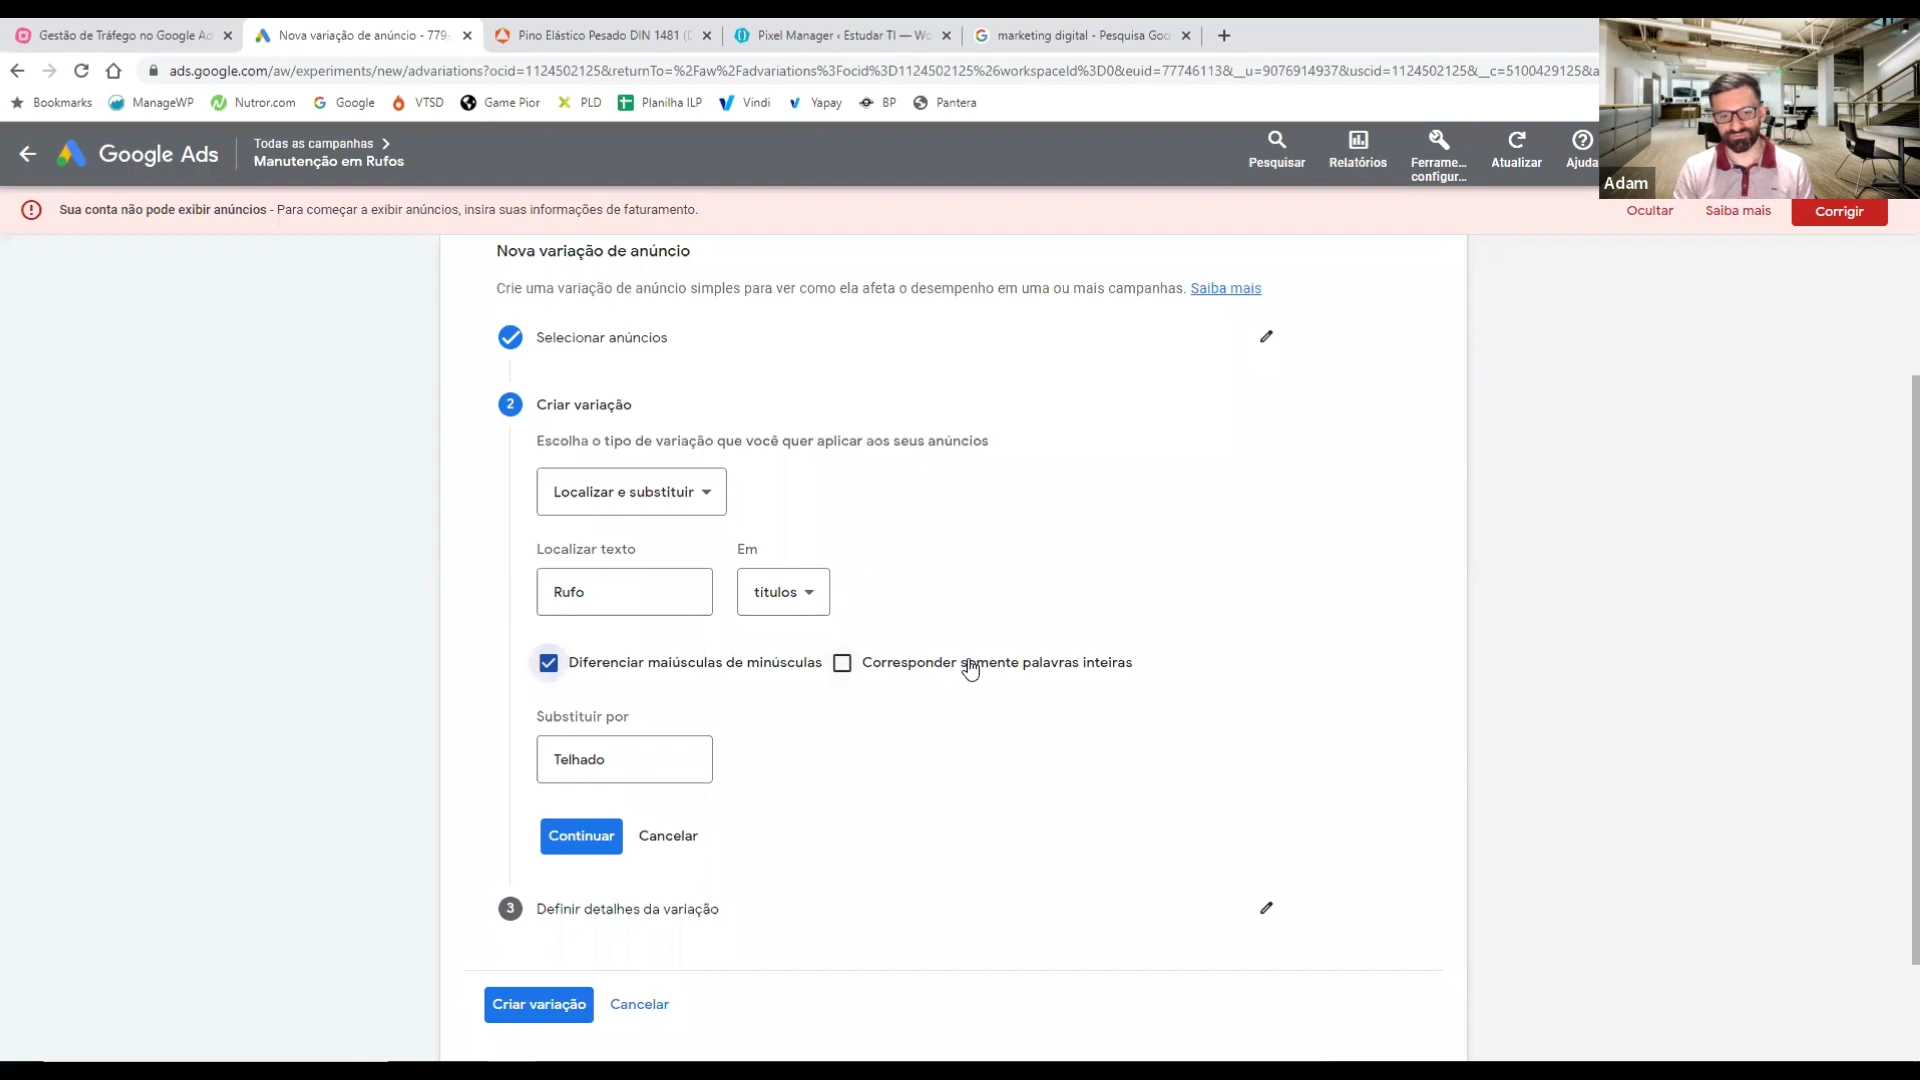 Gestão de Tráfego no Google Ad
Nova variação de anúncio - 779-
Pino Elástico Pesado DIN 1481 (D
Pixel Manager ‹ Estudar TI — Wo
marketing digital - Pesquisa Goo
ads.google.com/aw/experiments/new/advariations?ocid=1124502125&returnTo=%2Faw%2Fadvariations%3Focid%3D1124502125%26workspaceId%3D0&euid=77746113&__u=9076914937&uscid=1124502125&__c=5100429125&a
Bookmarks
ManageWP
Nutror.com
Google
VTSD
Game Pior
PLD
Planilha ILP
Vindi
Yapay
BP
Pantera
Google Ads
Todas as campanhas
Manutenção em Rufos
Pesquisar
Relatórios
Ferrame...
configur...
Atualizar
Ajuda
Adam
Sua conta não pode exibir anúncios - Para começar a exibir anúncios, insira suas informações de faturamento.
Ocultar
Saiba mais
Corrigir
Nova variação de anúncio
Crie uma variação de anúncio simples para ver como ela afeta o desempenho em uma ou mais campanhas. Saiba mais
Selecionar anúncios
2 Criar variação
Escolha o tipo de variação que você quer aplicar aos seus anúncios
Localizar e substituir
Localizar texto Em
Rufo títulos
Diferenciar maiúsculas de minúsculas Corresponder somente palavras inteiras
Substituir por
Telhado
Continuar Cancelar
3 Definir detalhes da variação
Criar variação Cancelar